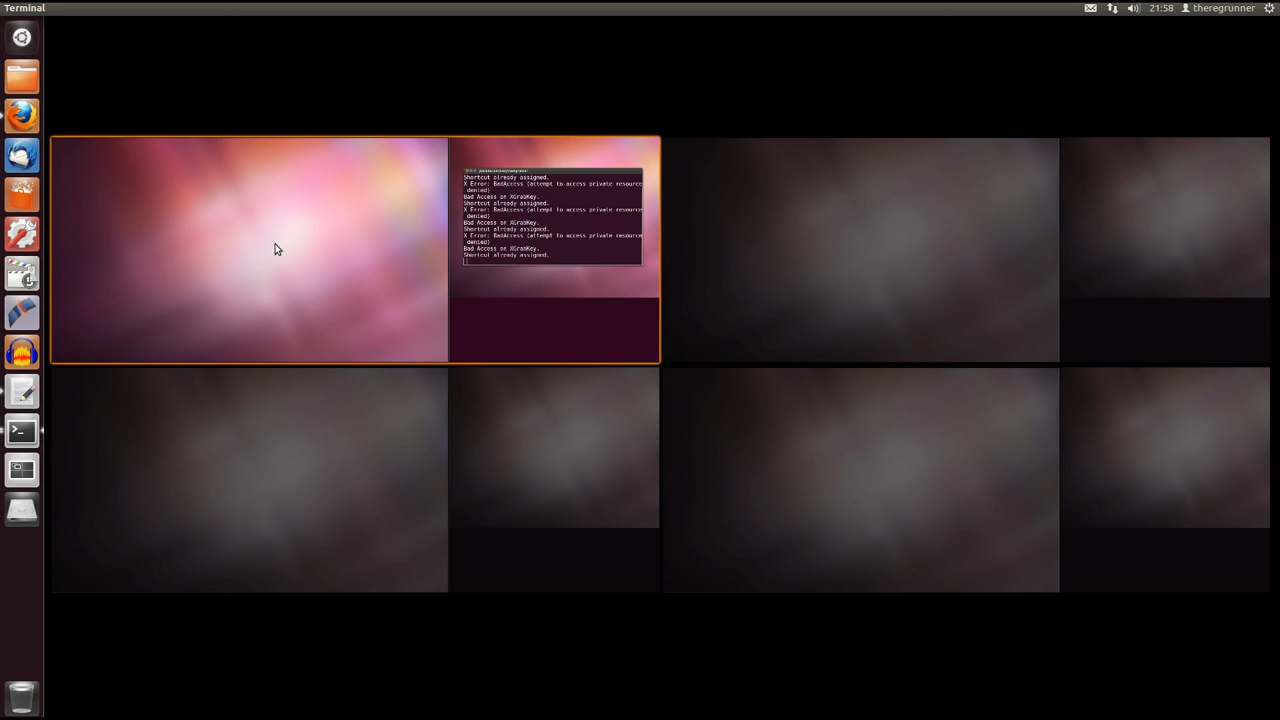 Terminal
21:58 theregrunner
Shortcut already assigned.
X Error: BadAccess (attempt to access private resource
denied)
Bad Access on XGrabKey.
Shortcut already assigned.
X Error: BadAccess (attempt to access private resource
denied)
Bad Access on XGrabKey.
Shortcut already assigned.
X Error: BadAccess (attempt to access private resource
denied)
Bad Access on XGrabKey.
Shortcut already assigned.